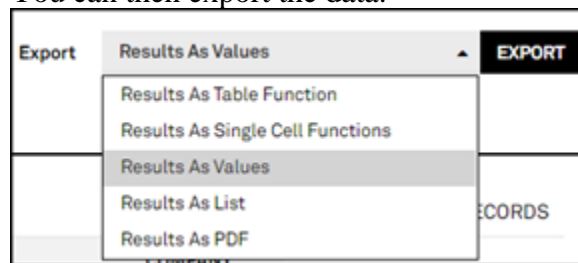 You can then export the data.
Export Results As Values EXPORT
Results As Table Function
Results As Single Cell Functions
Results As Values
Results As List
ECORDS
Results As PDF
COMPANY